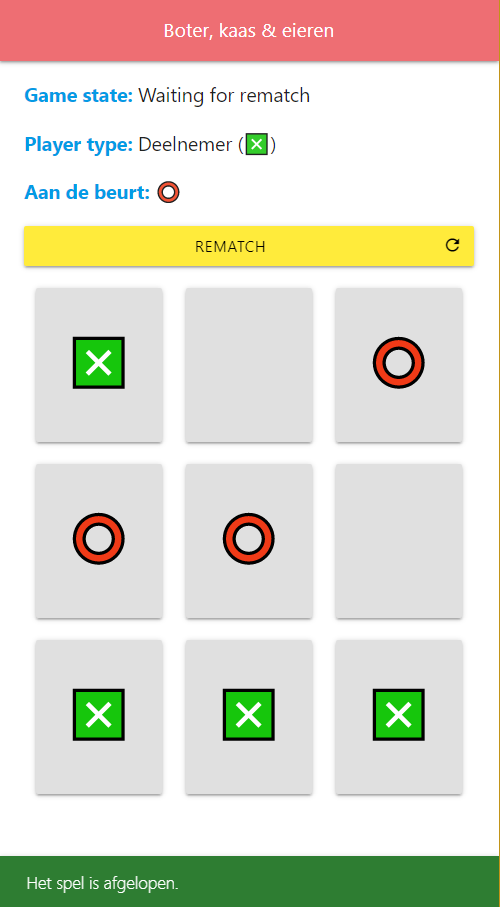 Boter, kaas & eieren
Game state: Waiting for rematch
Player type: Deelnemer (❎)
Aan de beurt: ⭕
REMATCH
❎ ⭕
⭕ ⭕
❎ ❎ ❎
Het spel is afgelopen.